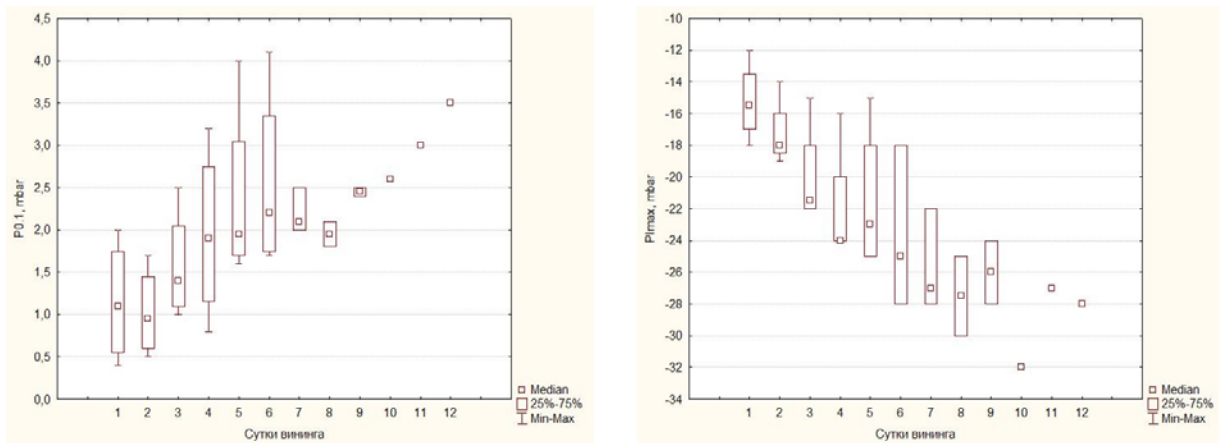 4,5
4,0
3,5
3,0
2,5
2,0
1,5
1,0
0,5
0,0
P0.1, mbar
1 2 3 4 5 6 7 8 9 10 11 12
Сутки вининга
Median
25%-75%
Min-Max
-10
-12
-14
-16
-18
-20
-22
-24
-26
-28
-30
-32
-34
PImax, mbar
1 2 3 4 5 6 7 8 9 10 11 12
Сутки вининга
Median
25%-75%
Min-Max